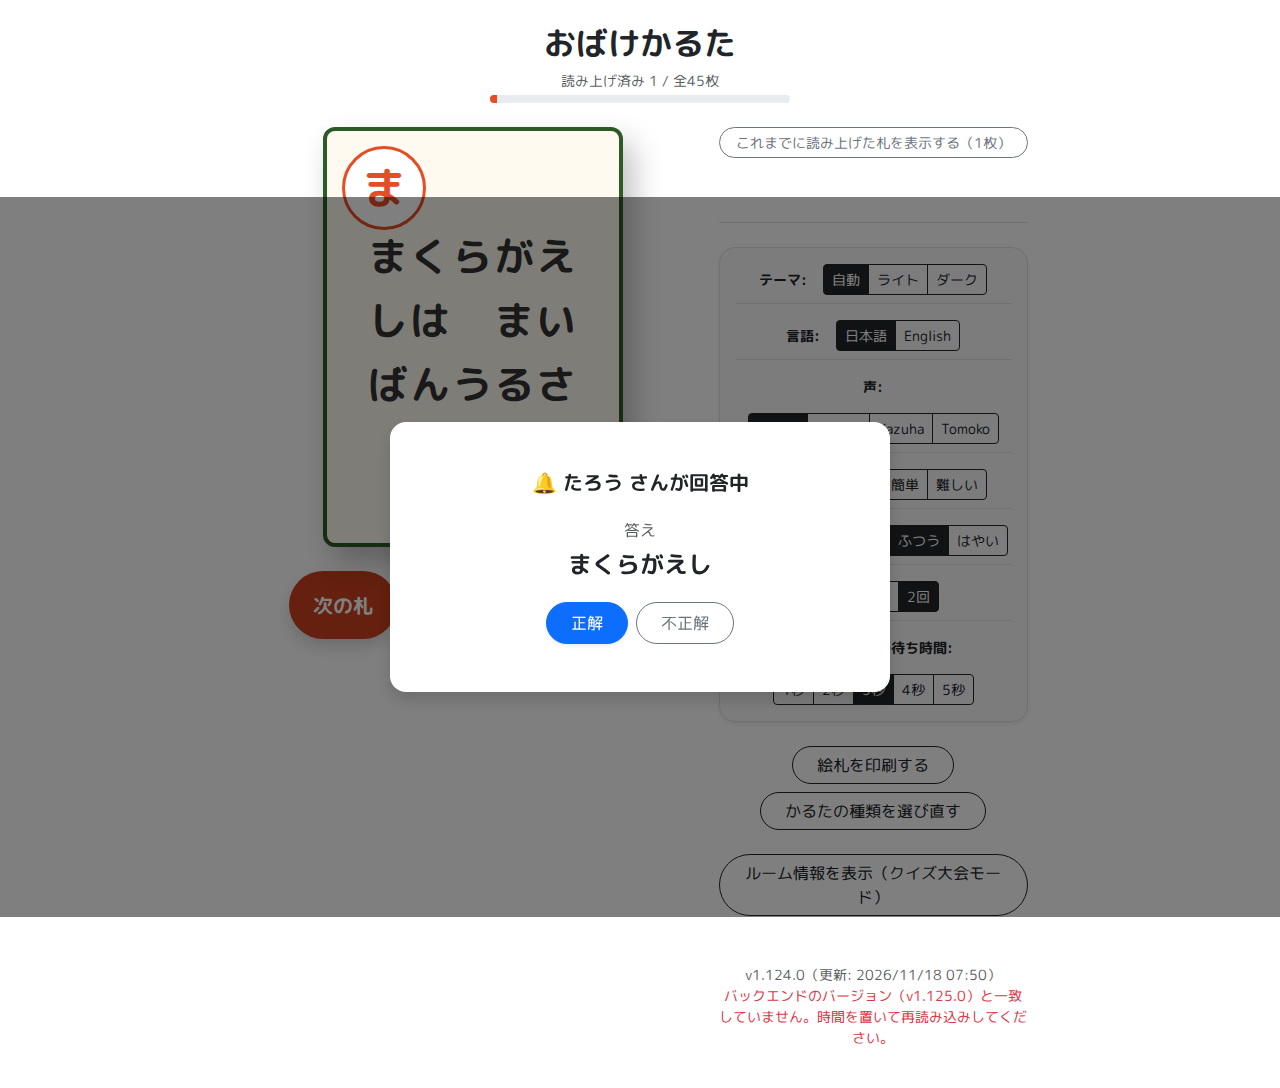 おばけかるた
読み上げ済み 1 / 全45枚
ま
まくらがえ
しは　まい
ばんうるさ
次の札
これまでに読み上げた札を表示する（1枚）
テーマ: 自動 ライト ダーク
言語: 日本語 English
声:
azuha Tomoko
簡単 難しい
ふつう はやい
2回
待ち時間:
4秒 5秒
🔔 たろう さんが回答中
答え
まくらがえし
正解 不正解
絵札を印刷する
かるたの種類を選び直す
ルーム情報を表示（クイズ大会モー
ド）
v1.124.0（更新: 2026/11/18 07:50）
バックエンドのバージョン（v1.125.0）と一致
していません。時間を置いて再読み込みしてくだ
さい。